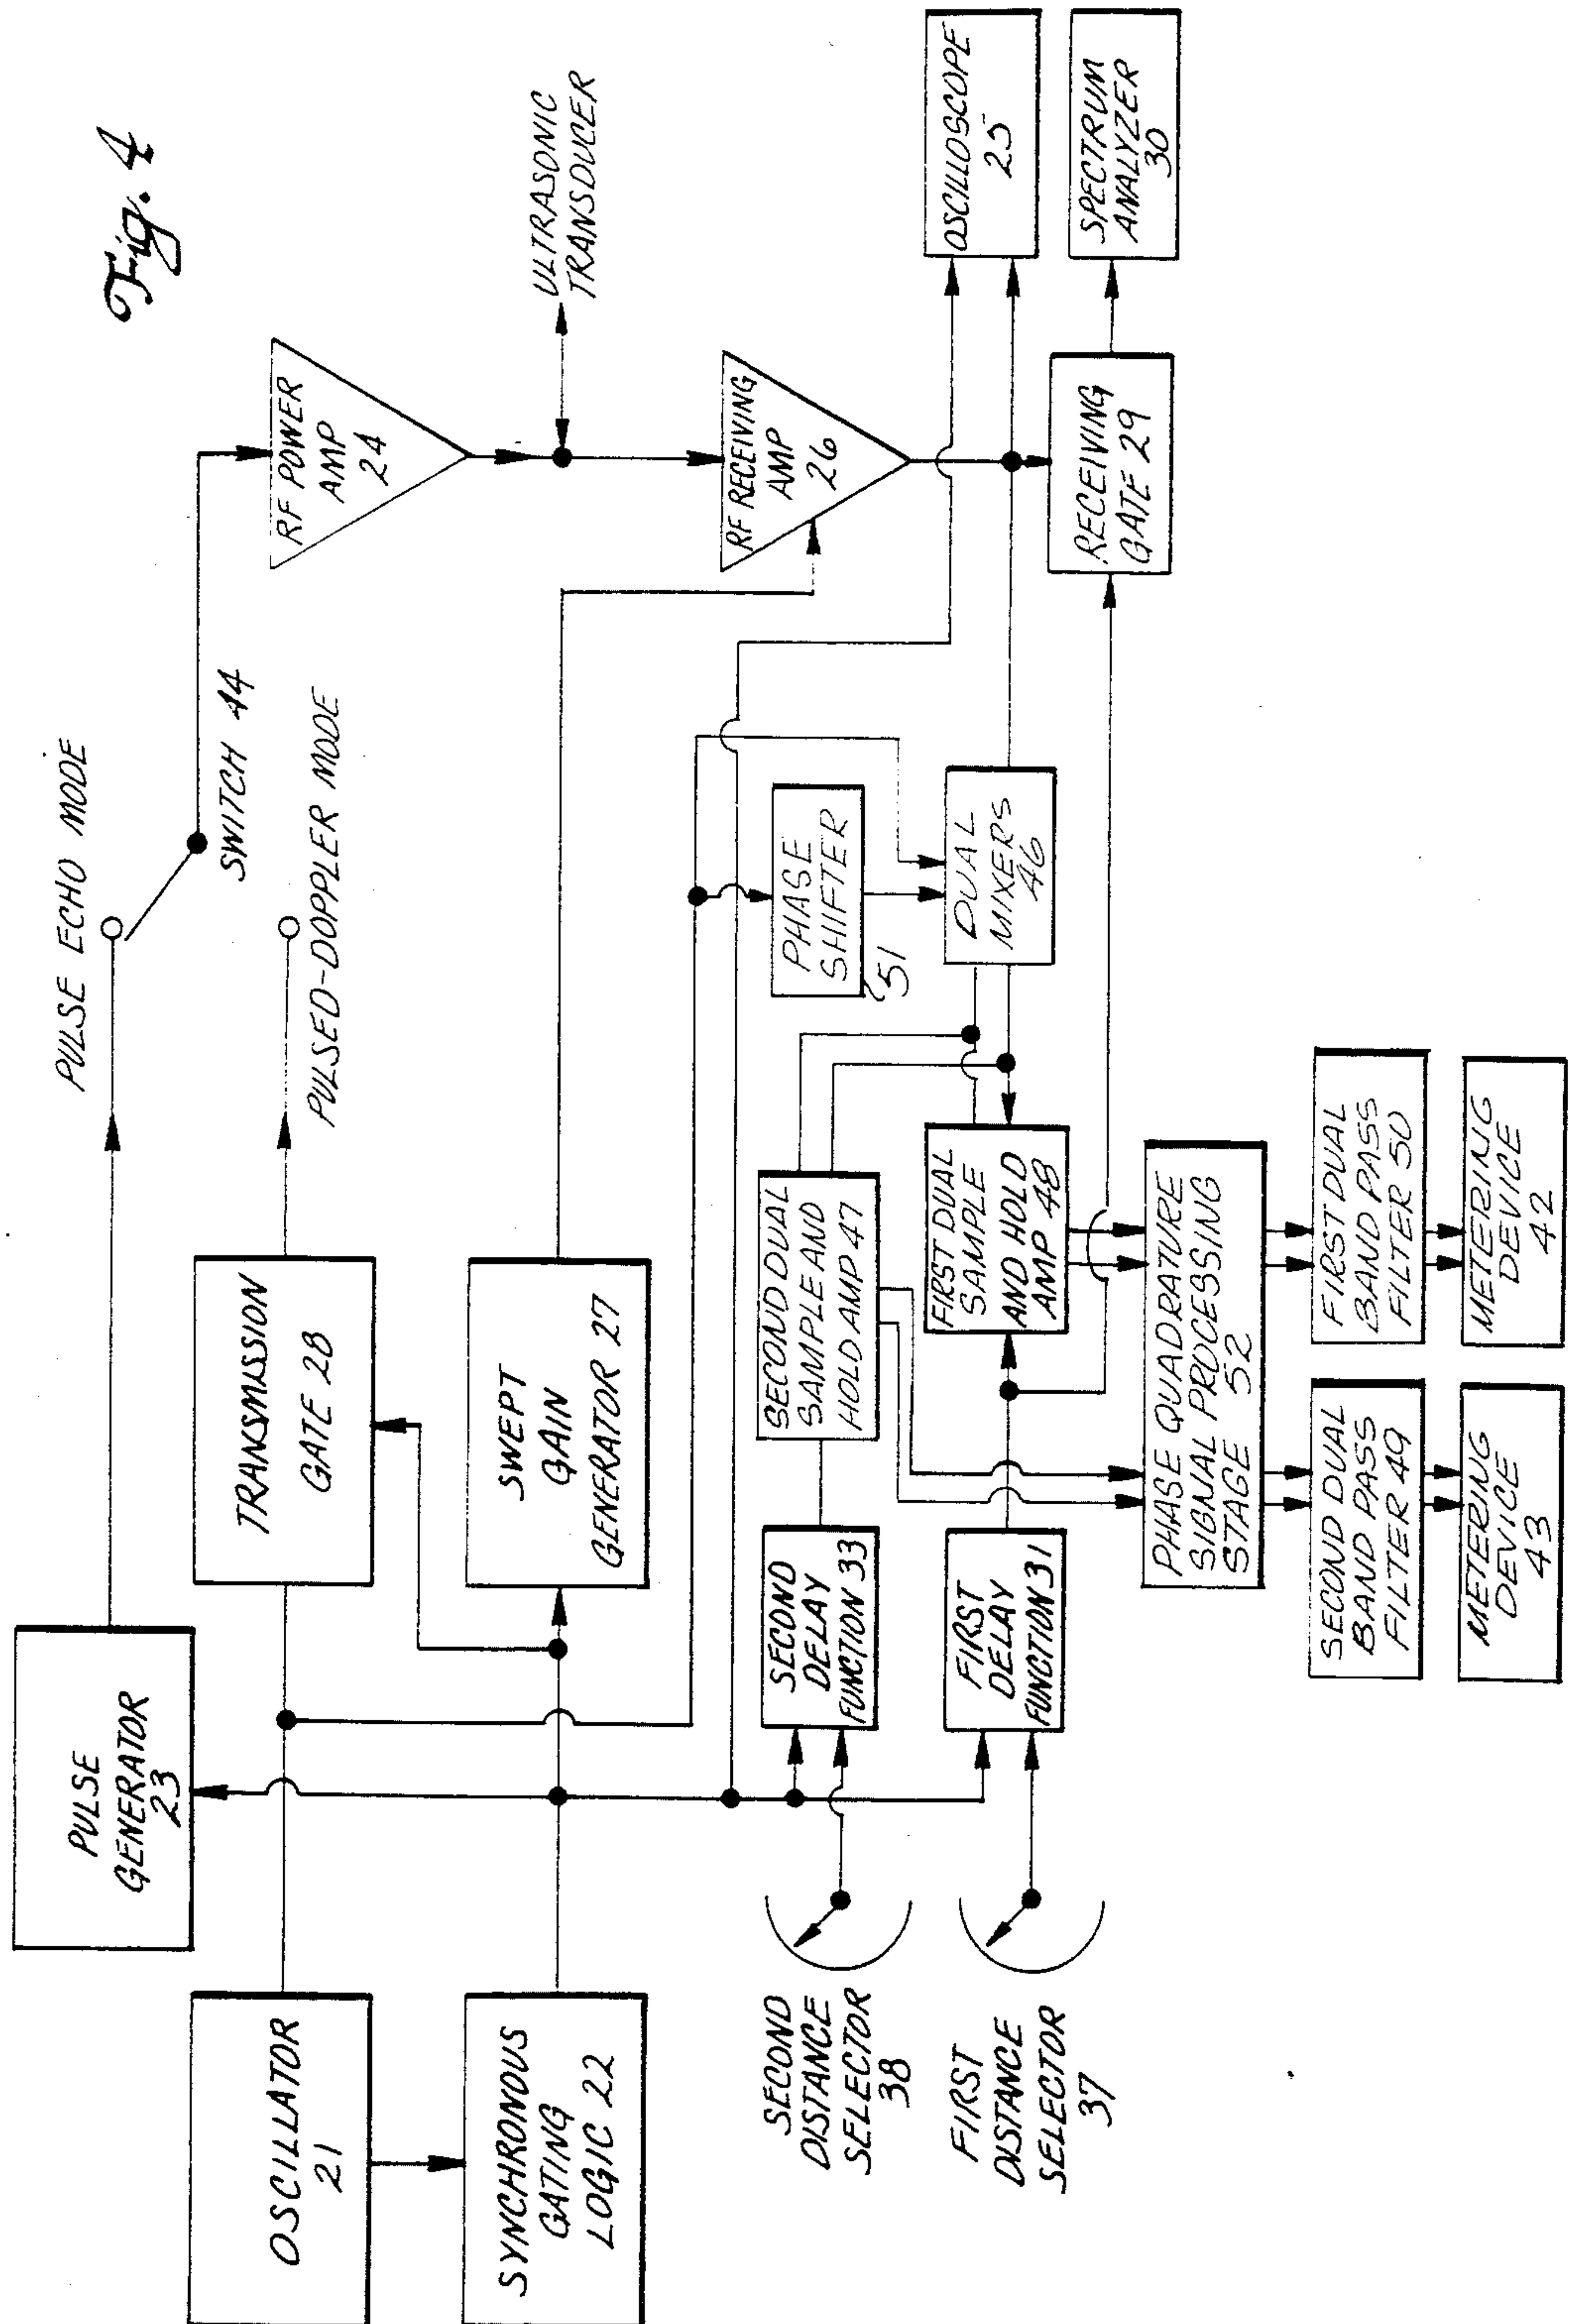 Fig. 4
PULSE ECHO MODE
SWITCH 44
PULSED-DOPPLER MODE
PULSE
GENERATOR
23
OSCILLATOR
21
SYNCHRONOUS
GATING
LOGIC 22
TRANSMISSION
GATE 28
SWEPT
GAIN
GENERATOR 27
RF POWER
AMP
24
ULTRASONIC
TRANSDUCER
RF RECEIVING
AMP
26
OSCILLOSCOPE
25
SPECTRUM
ANALYZER
30
RECEIVING
GATE 29
PHASE
SHIFTER
51
DUAL
MIXERS
46
SECOND DUAL
SAMPLE AND
HOLD AMP 47
FIRST DUAL
SAMPLE
AND HOLD
AMP 48
SECOND
DELAY
FUNCTION 33
FIRST
DELAY
FUNCTION 31
SECOND
DISTANCE
SELECTOR
38
FIRST
DISTANCE
SELECTOR
37
PHASE QUADRATURE
SIGNAL PROCESSING
STAGE
52
FIRST DUAL
BAND PASS
FILTER 50
SECOND DUAL
BAND PASS
FILTER 49
METERING
DEVICE
42
METERING
DEVICE
43